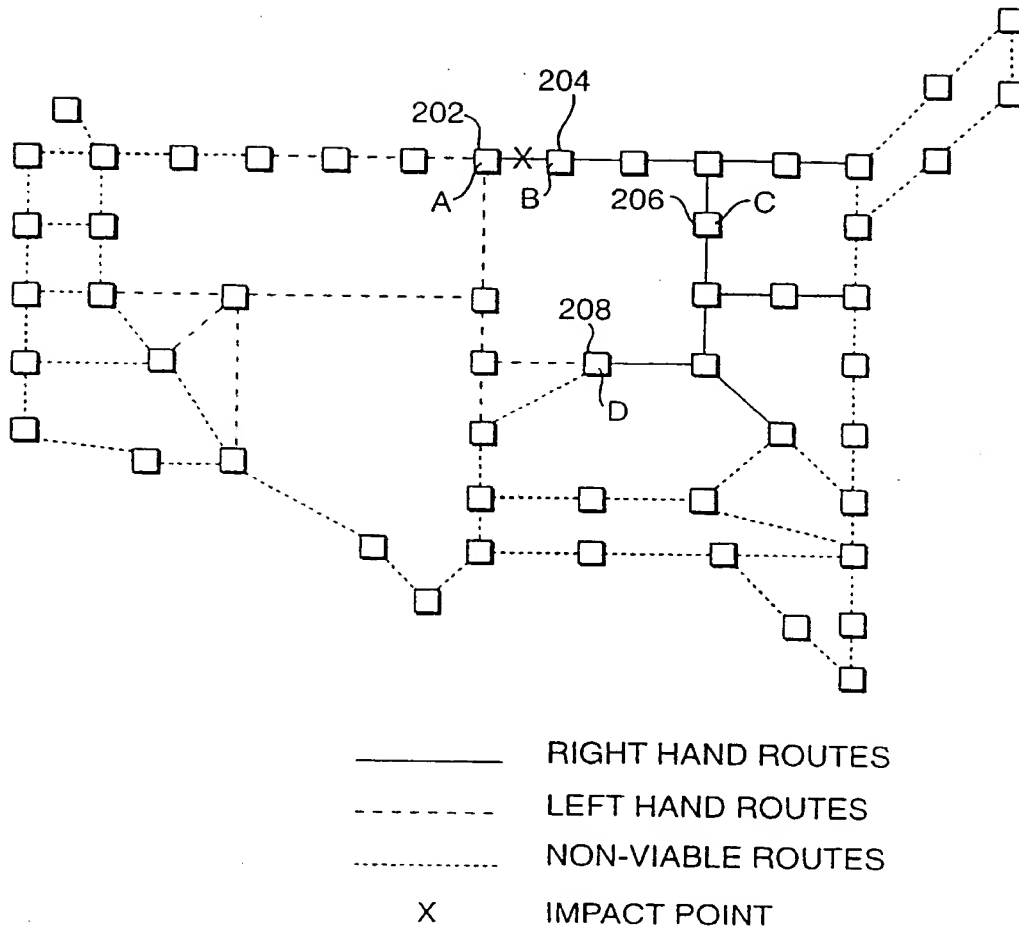 204
202
A
X
B
206
C
208
D
RIGHT HAND ROUTES
LEFT HAND ROUTES
NON-VIABLE ROUTES
X IMPACT POINT